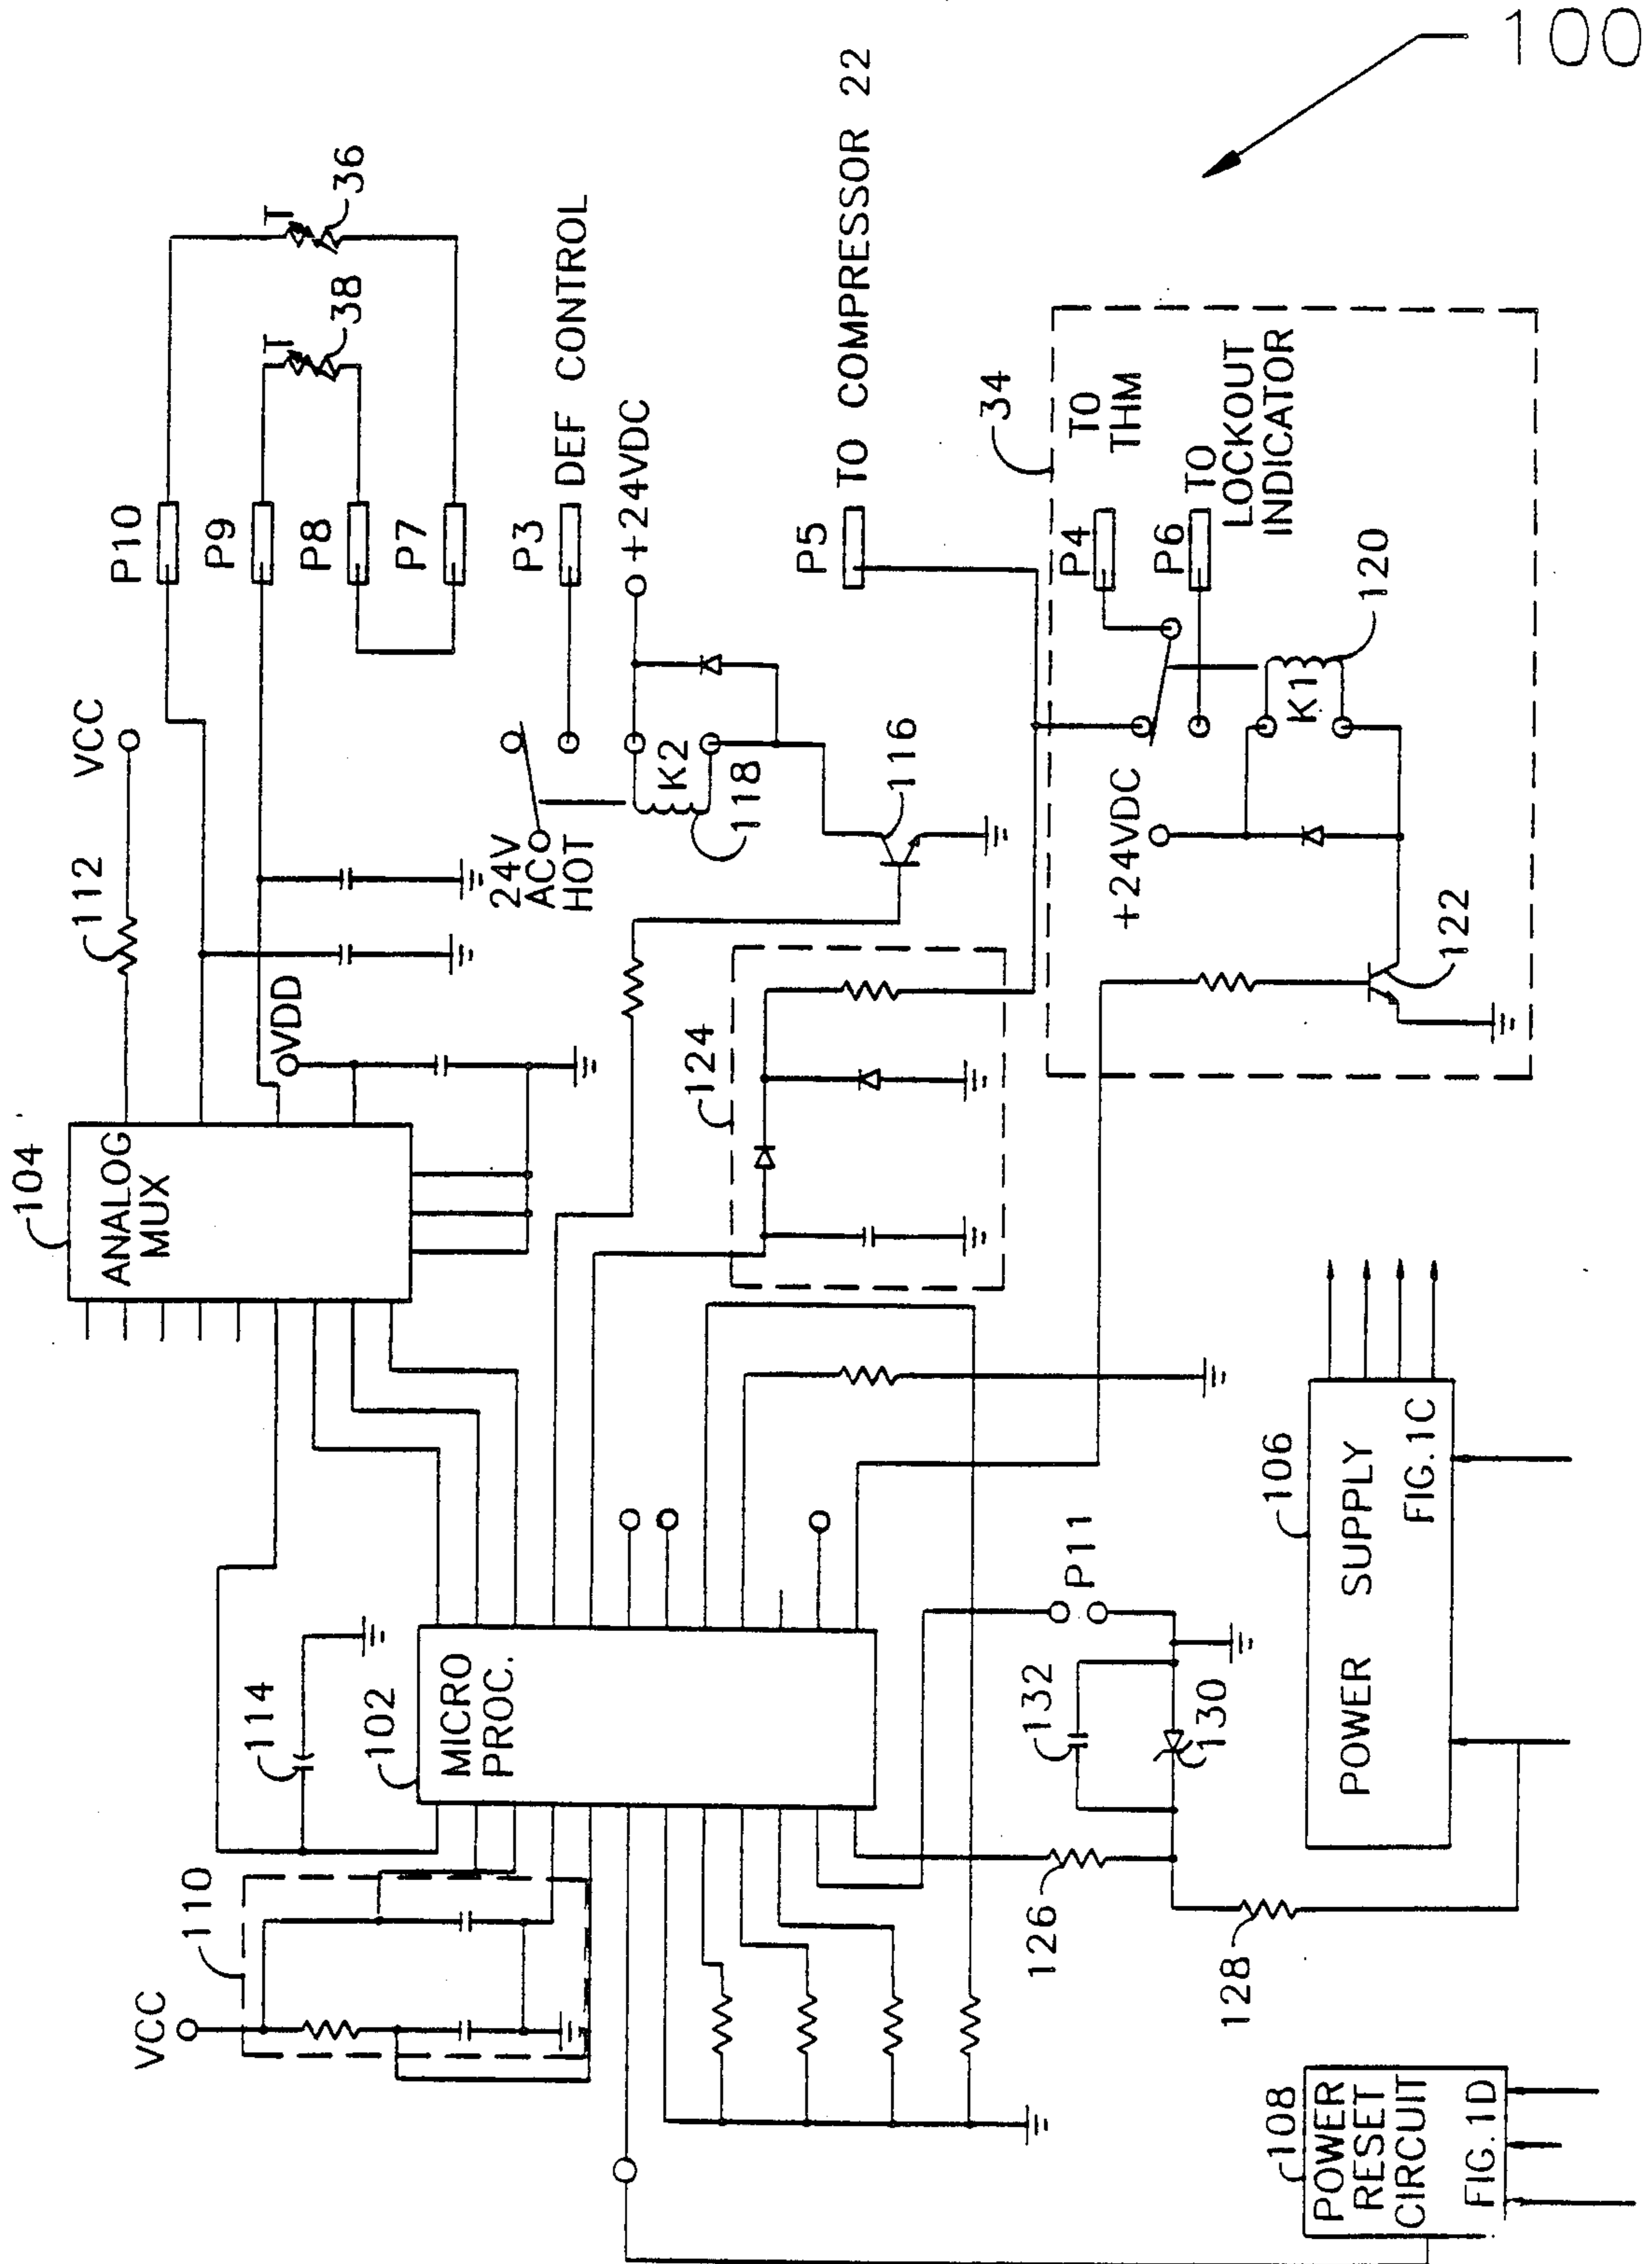 100
104
ANALOG
MUX
112
VCC
VDD
P10
P9
P8
P7
T
36
T
38
P3
DEF CONTROL
+24VDC
24V
AC
HOT
K2
118
116
P5
TO COMPRESSOR 22
34
P4
TO
THM
P6
TO
LOCKOUT
INDICATOR
+24VDC
K1
120
122
124
114
102
MICRO
PROC.
110
VCC
P11
132
130
126
128
106
POWER SUPPLY
FIG.1C
108
POWER
RESET
CIRCUIT
FIG.1D